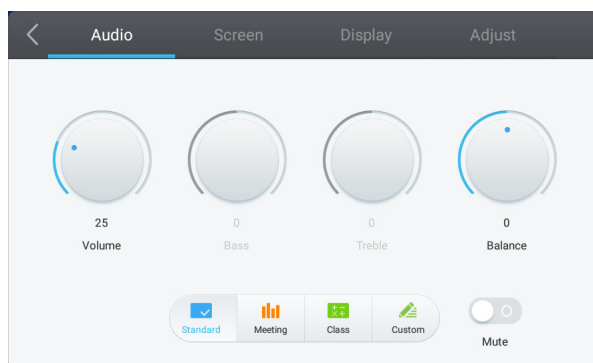 Audio Screen Display Adjust
25 0 0 0
Volume Bass Treble Balance
Standard Meeting Class Custom
Mute